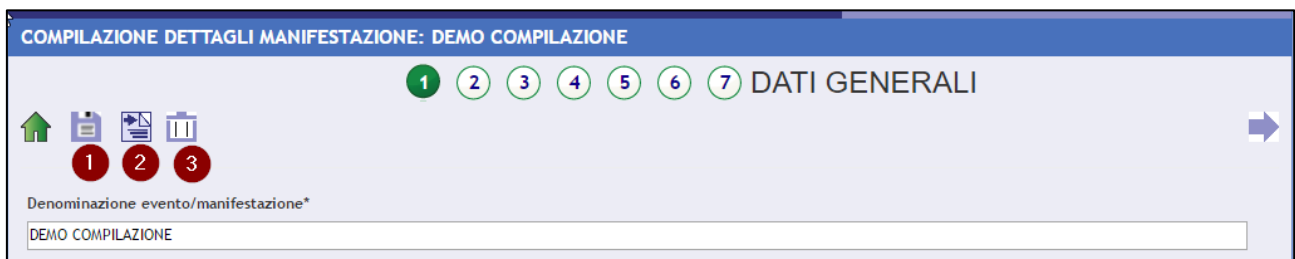 COMPILAZIONE DETTAGLI MANIFESTAZIONE: DEMO COMPILAZIONE
1 2 3 4 5 6 7 DATI GENERALI
1 2 3
Denominazione evento/manifestazione*
DEMO COMPILAZIONE